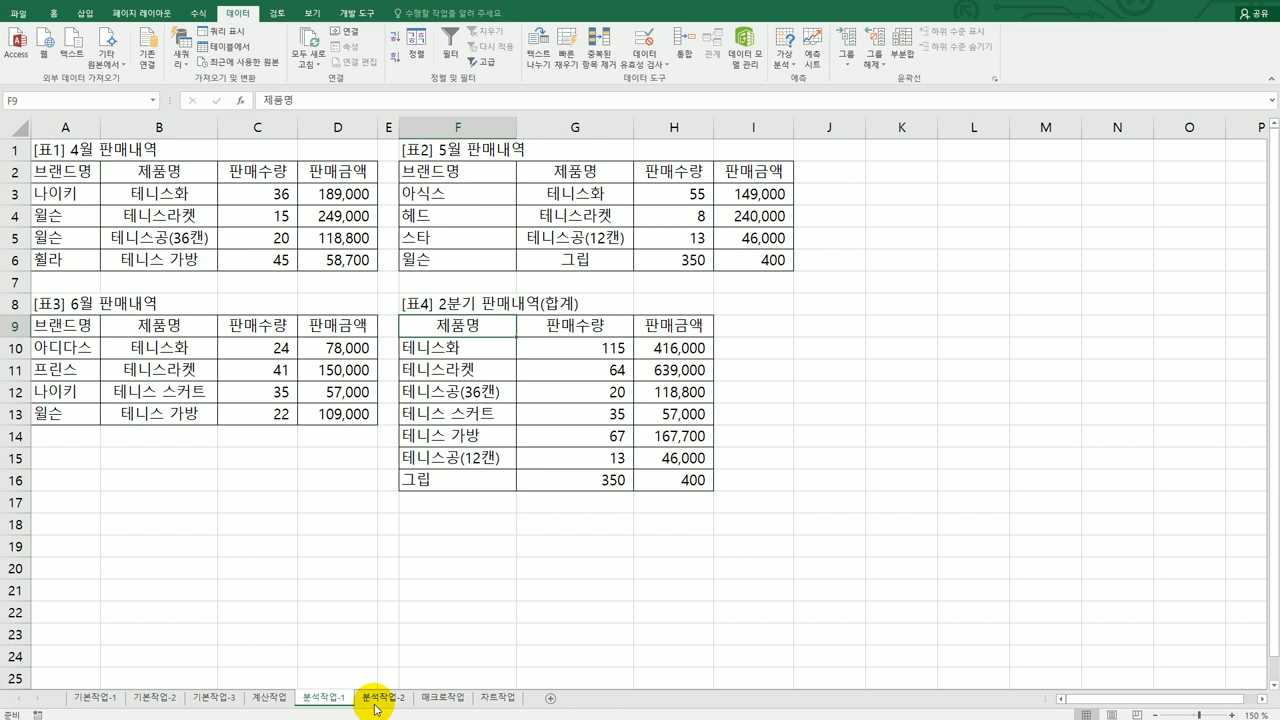 파일 홈 삽입 페이지 레이아웃 수식 데이터 검토 보기 개발 도구 수행할 작업을 알려 주세요. 공유
Access 웹 텍스트 기타 원본에서 기존 연결 새쿼리 쿼리 표시 테이블에서 최근에 사용한 원본 모두 새로 고침 연결 속성 연결 편집 정렬 필터 지우기 다시 적용 고급 텍스트 나누기 빠른 채우기 중복된 항목 제거 데이터 유효성 검사 통합 관계 데이터 모델 관리 가상 분석 예측 시트 그룹 그룹 해제 부분합 하위 수준 표시 하위 수준 숨기기
외부 데이터 가져오기 가져오기 및 변환 연결 정렬 및 필터 데이터 도구 예측 윤곽선
F9 fx 제품명
A B C D E F G H I J K L M N O P
1 [표1] 4월 판매내역 [표2] 5월 판매내역
2 브랜드명 제품명 판매수량 판매금액 브랜드명 제품명 판매수량 판매금액
3 나이키 테니스화 36 189,000 아식스 테니스화 55 149,000
4 윌슨 테니스라켓 15 249,000 헤드 테니스라켓 8 240,000
5 윌슨 테니스공(36캔) 20 118,800 스타 테니스공(12캔) 13 46,000
6 휠라 테니스 가방 45 58,700 윌슨 그립 350 400
7
8 [표3] 6월 판매내역 [표4] 2분기 판매내역(합계)
9 브랜드명 제품명 판매수량 판매금액 제품명 판매수량 판매금액
10 아디다스 테니스화 24 78,000 테니스화 115 416,000
11 프린스 테니스라켓 41 150,000 테니스라켓 64 639,000
12 나이키 테니스 스커트 35 57,000 테니스공(36캔) 20 118,800
13 윌슨 테니스 가방 22 109,000 테니스 스커트 35 57,000
14 테니스 가방 67 167,700
15 테니스공(12캔) 13 46,000
16 그립 350 400
17
18
19
20
21
22
23
24
25
기본작업-1 기본작업-2 기본작업-3 계산작업 분석작업-1 분석작업-2 매크로작업 차트작업
준비 150 %